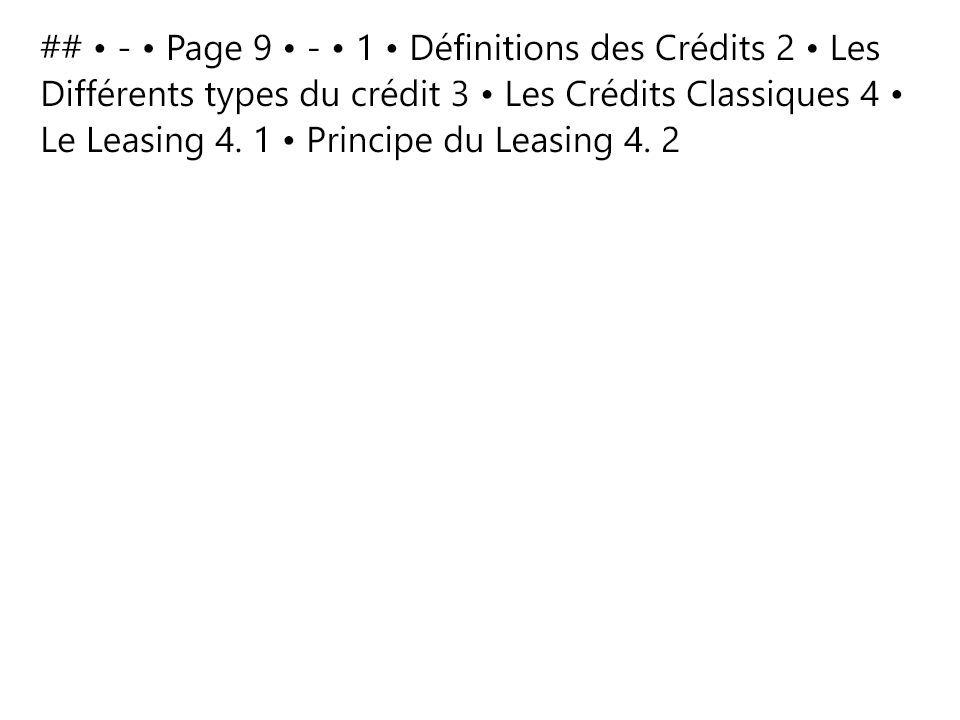 ## • - • Page 9 • - • 1 • Définitions des Crédits 2 • Les
Différents types du crédit 3 • Les Crédits Classiques 4 •
Le Leasing 4. 1 • Principe du Leasing 4. 2